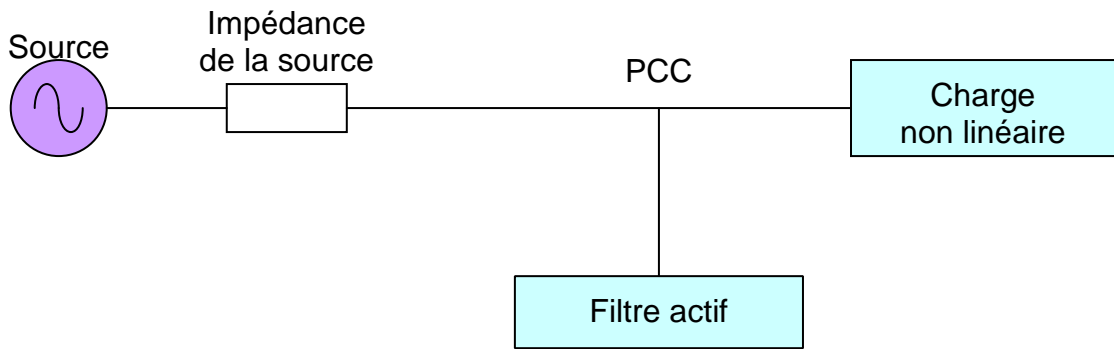 Source
Impédance
de la source
PCC
Charge
non linéaire
Filtre actif